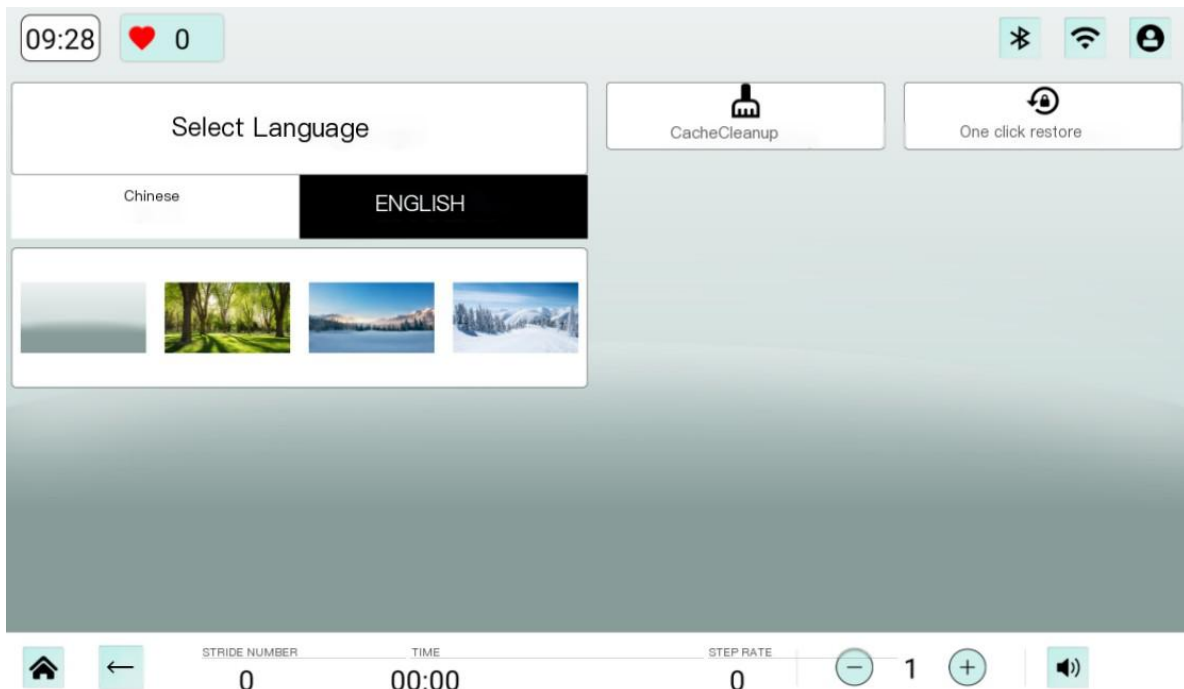 09:28
0
Select Language
CacheCleanup
One click restore
Chinese
ENGLISH
STRIDE NUMBER
TIME
STEP RATE
0
00:00
0
1